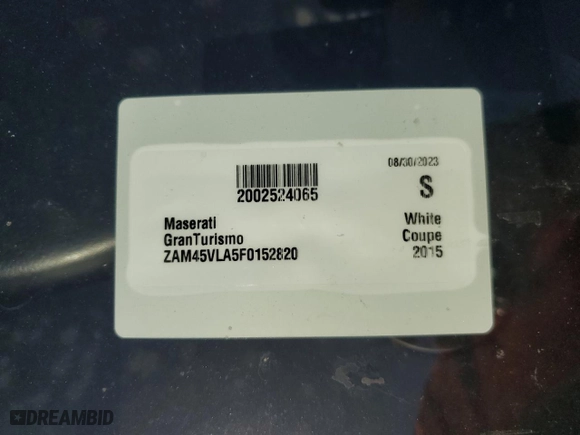 08/30/2023
2002524065
S
Maserati
White
GranTurismo
Coupe
ZAM45VLA5F0152820
2015
DREAMBID